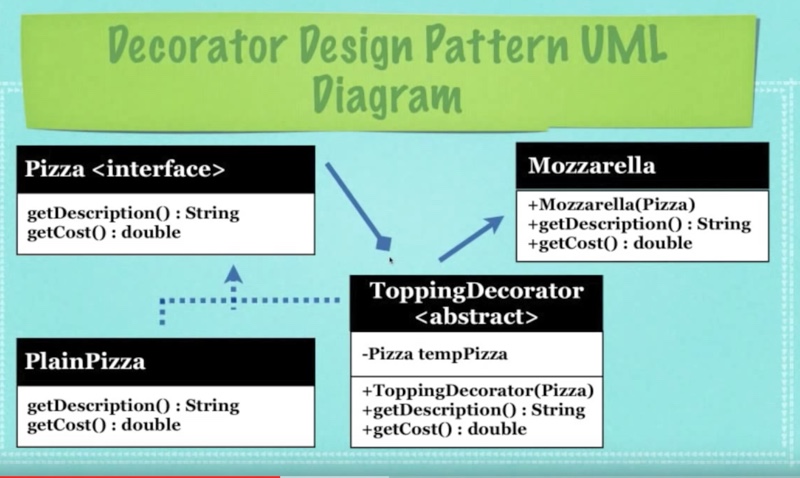 Decorator Design Pattern UML
Diagram
Pizza <interface>
getDescription() : String
getCost() : double
Mozzarella
+Mozzarella(Pizza)
+getDescription() : String
+getCost() : double
ToppingDecorator
<abstract>
-Pizza tempPizza
+ToppingDecorator(Pizza)
+getDescription() : String
+getCost() : double
PlainPizza
getDescription() : String
getCost() : double